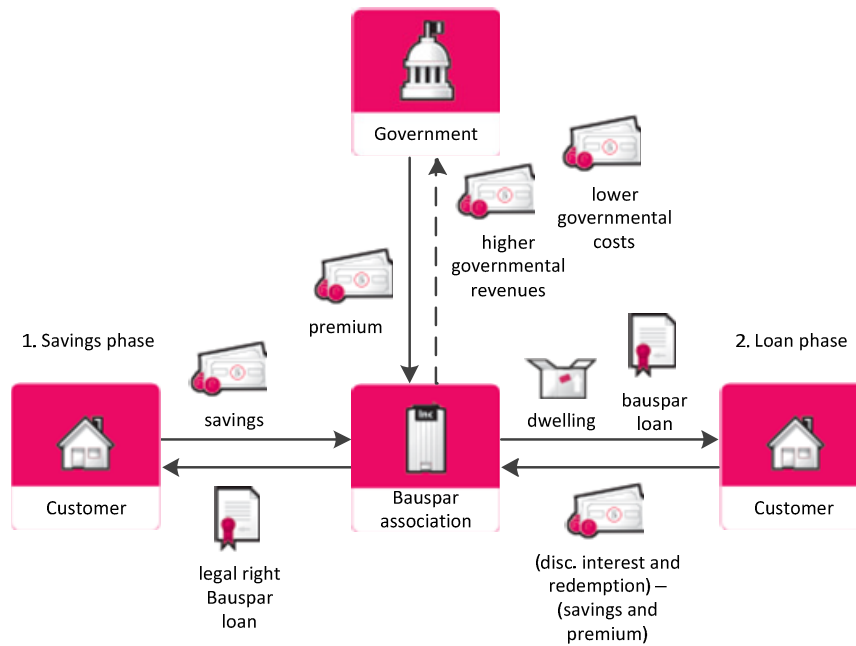 Government
lower
governmental
costs
higher
governmental
revenues
premium
1. Savings phase
2. Loan phase
savings
dwelling
bauspar
loan
Inc
Customer
Bauspar
association
Customer
legal right
Bauspar
loan
(disc. interest and
redemption) –
(savings and
premium)